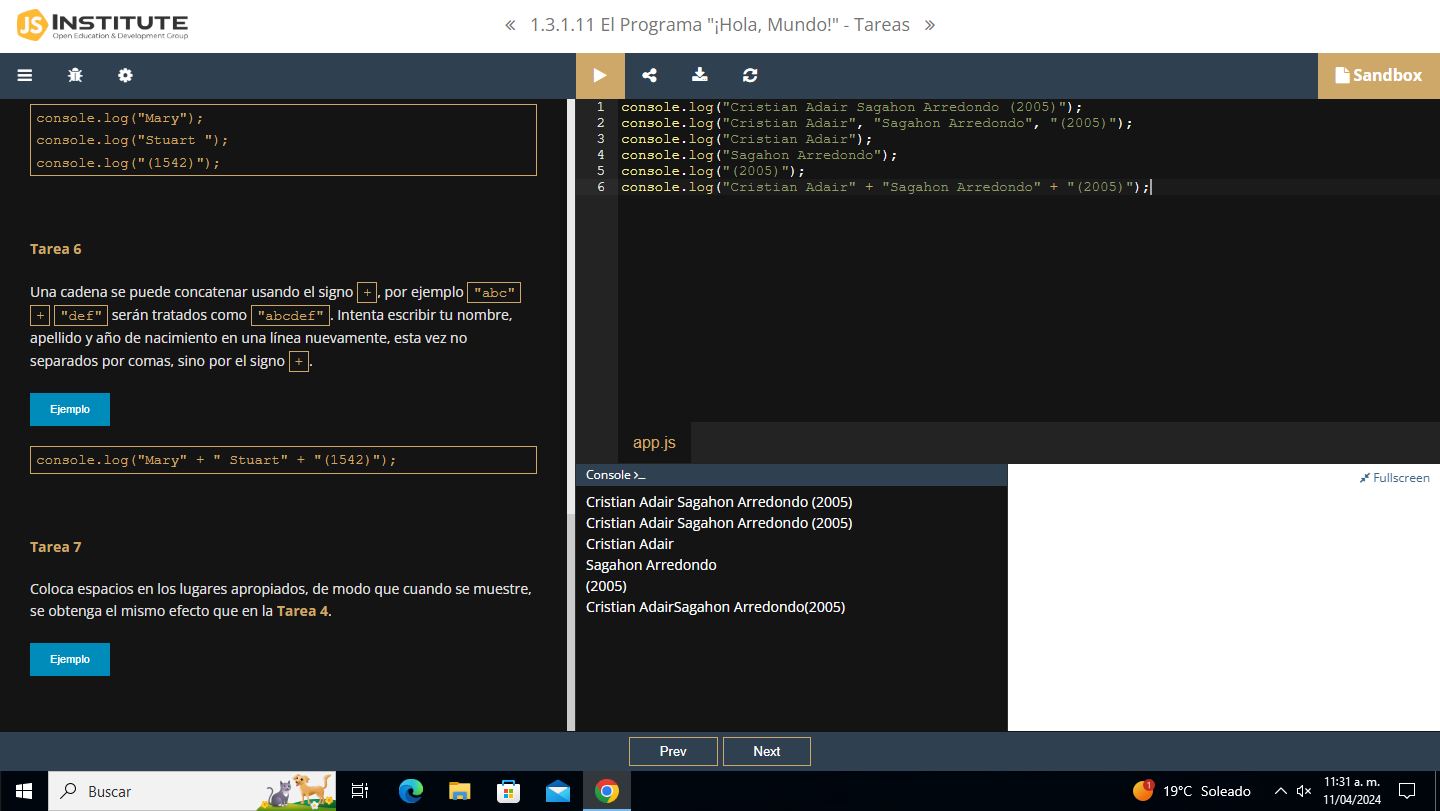 JS INSTITUTE
Open Education & Development Group
« 1.3.1.11 El Programa "¡Hola, Mundo!" - Tareas »
Sandbox
console.log("Mary");
console.log("Stuart ");
console.log("(1542)");
Tarea 6
Una cadena se puede concatenar usando el signo +, por ejemplo "abc"
+ "def" serán tratados como "abcdef". Intenta escribir tu nombre,
apellido y año de nacimiento en una línea nuevamente, esta vez no
separados por comas, sino por el signo +.
Ejemplo
console.log("Mary" + " Stuart" + "(1542)");
Tarea 7
Coloca espacios en los lugares apropiados, de modo que cuando se muestre,
se obtenga el mismo efecto que en la Tarea 4.
Ejemplo
1 console.log("Cristian Adair Sagahon Arredondo (2005)");
2 console.log("Cristian Adair", "Sagahon Arredondo", "(2005)");
3 console.log("Cristian Adair");
4 console.log("Sagahon Arredondo");
5 console.log("(2005)");
6 console.log("Cristian Adair" + "Sagahon Arredondo" + "(2005)");
app.js
Console >_
Fullscreen
Cristian Adair Sagahon Arredondo (2005)
Cristian Adair Sagahon Arredondo (2005)
Cristian Adair
Sagahon Arredondo
(2005)
Cristian AdairSagahon Arredondo(2005)
Prev
Next
Buscar
1
19°C Soleado
11:31 a. m.
11/04/2024